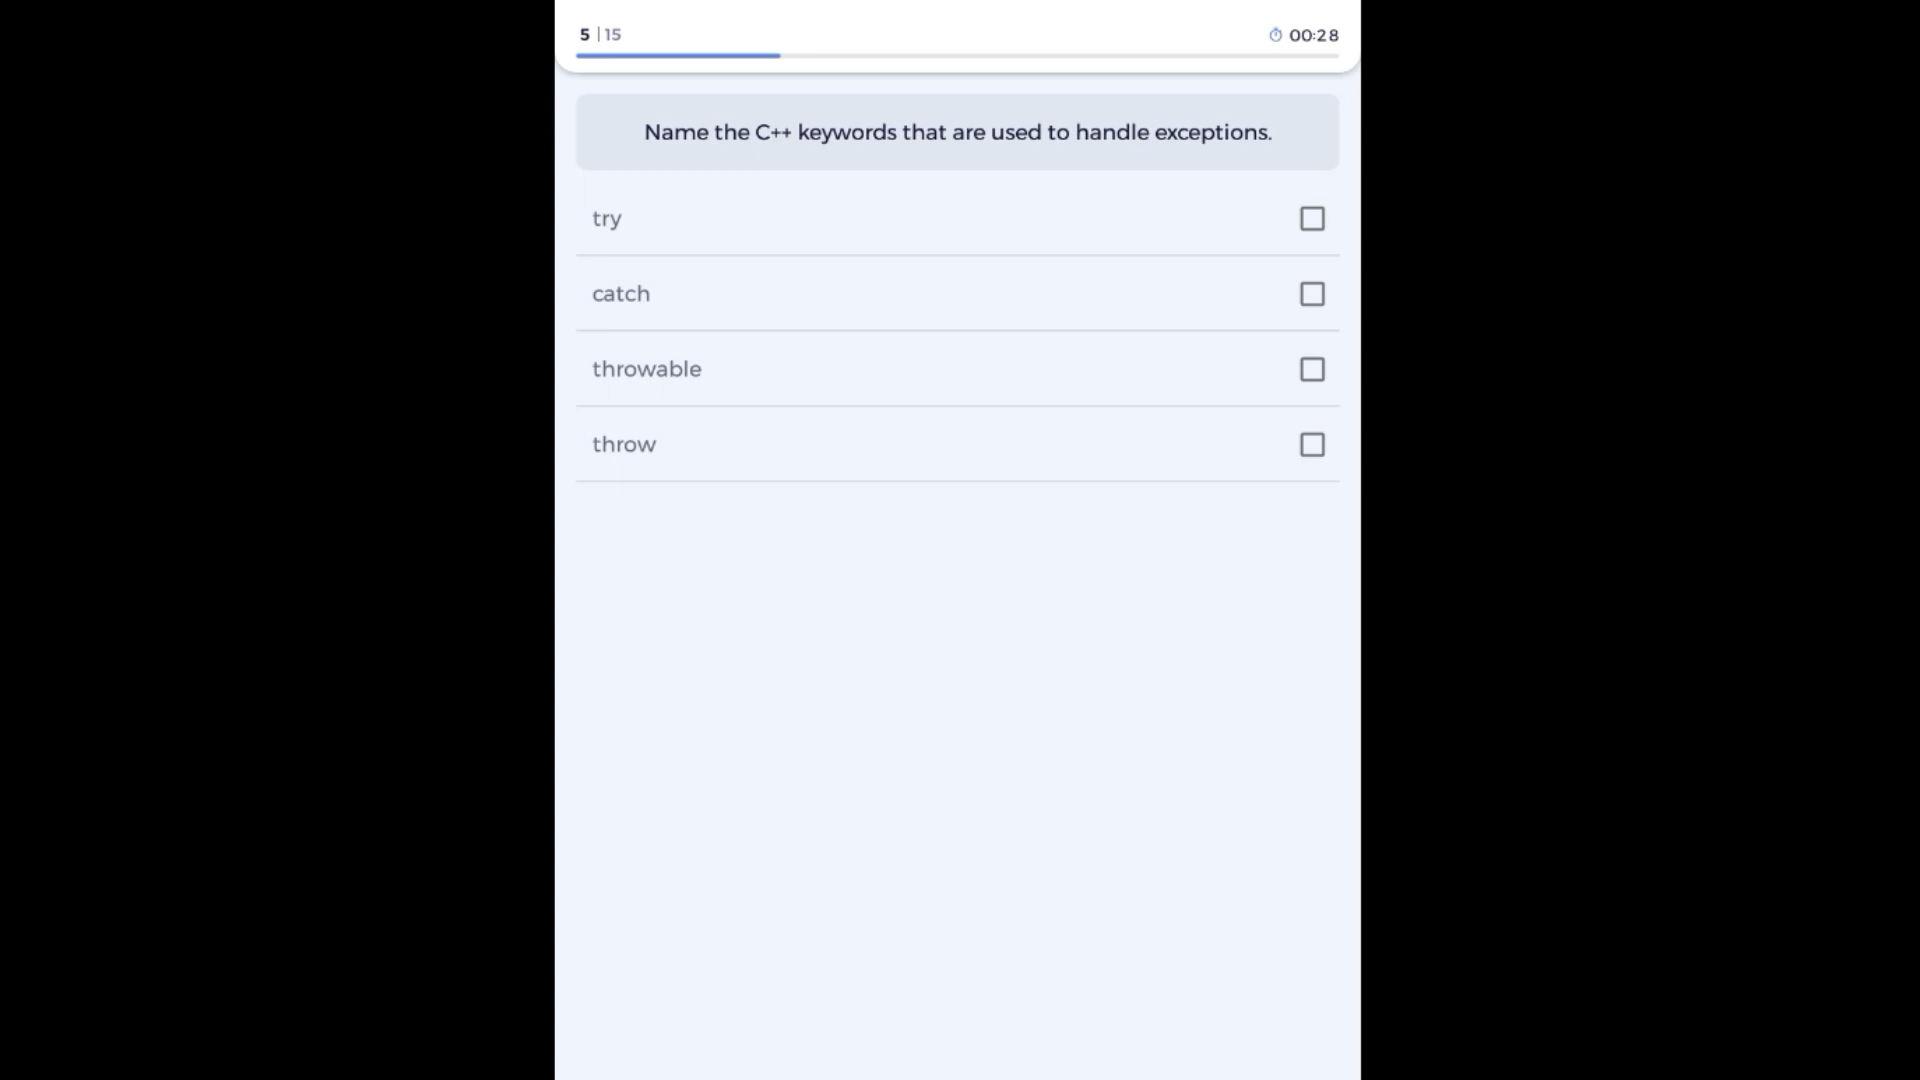 5 | 15
00:28
Name the C++ keywords that are used to handle exceptions.
try
catch
throwable
throw